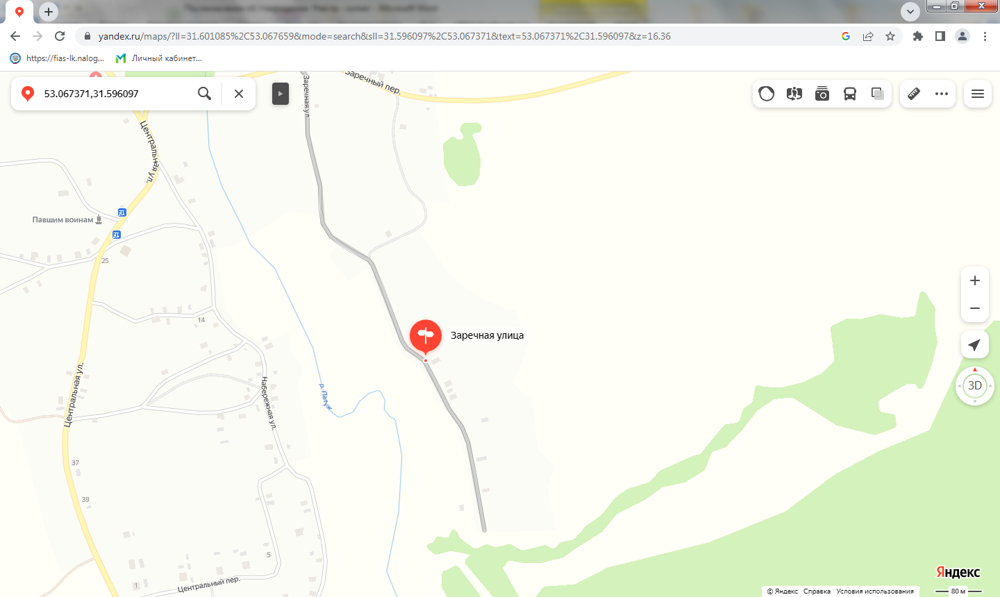 yandex.ru/maps/?ll=31.601085%2C53.067659&mode=search&sll=31.596097%2C53.067371&text=53.067371%2C31.596097&z=16.36
https://fias-lk.nalog...
Личный кабинет...
53.067371,31.596097
Заречный пер.
Заречная ул.
Центральная ул.
Павшим воинам
25
14
Заречная улица
Центральная ул.
Набережная ул.
р. Палуж
3D
37
39
5
1
Центральный пер.
Яндекс
© Яндекс Справка Условия использования
80 м